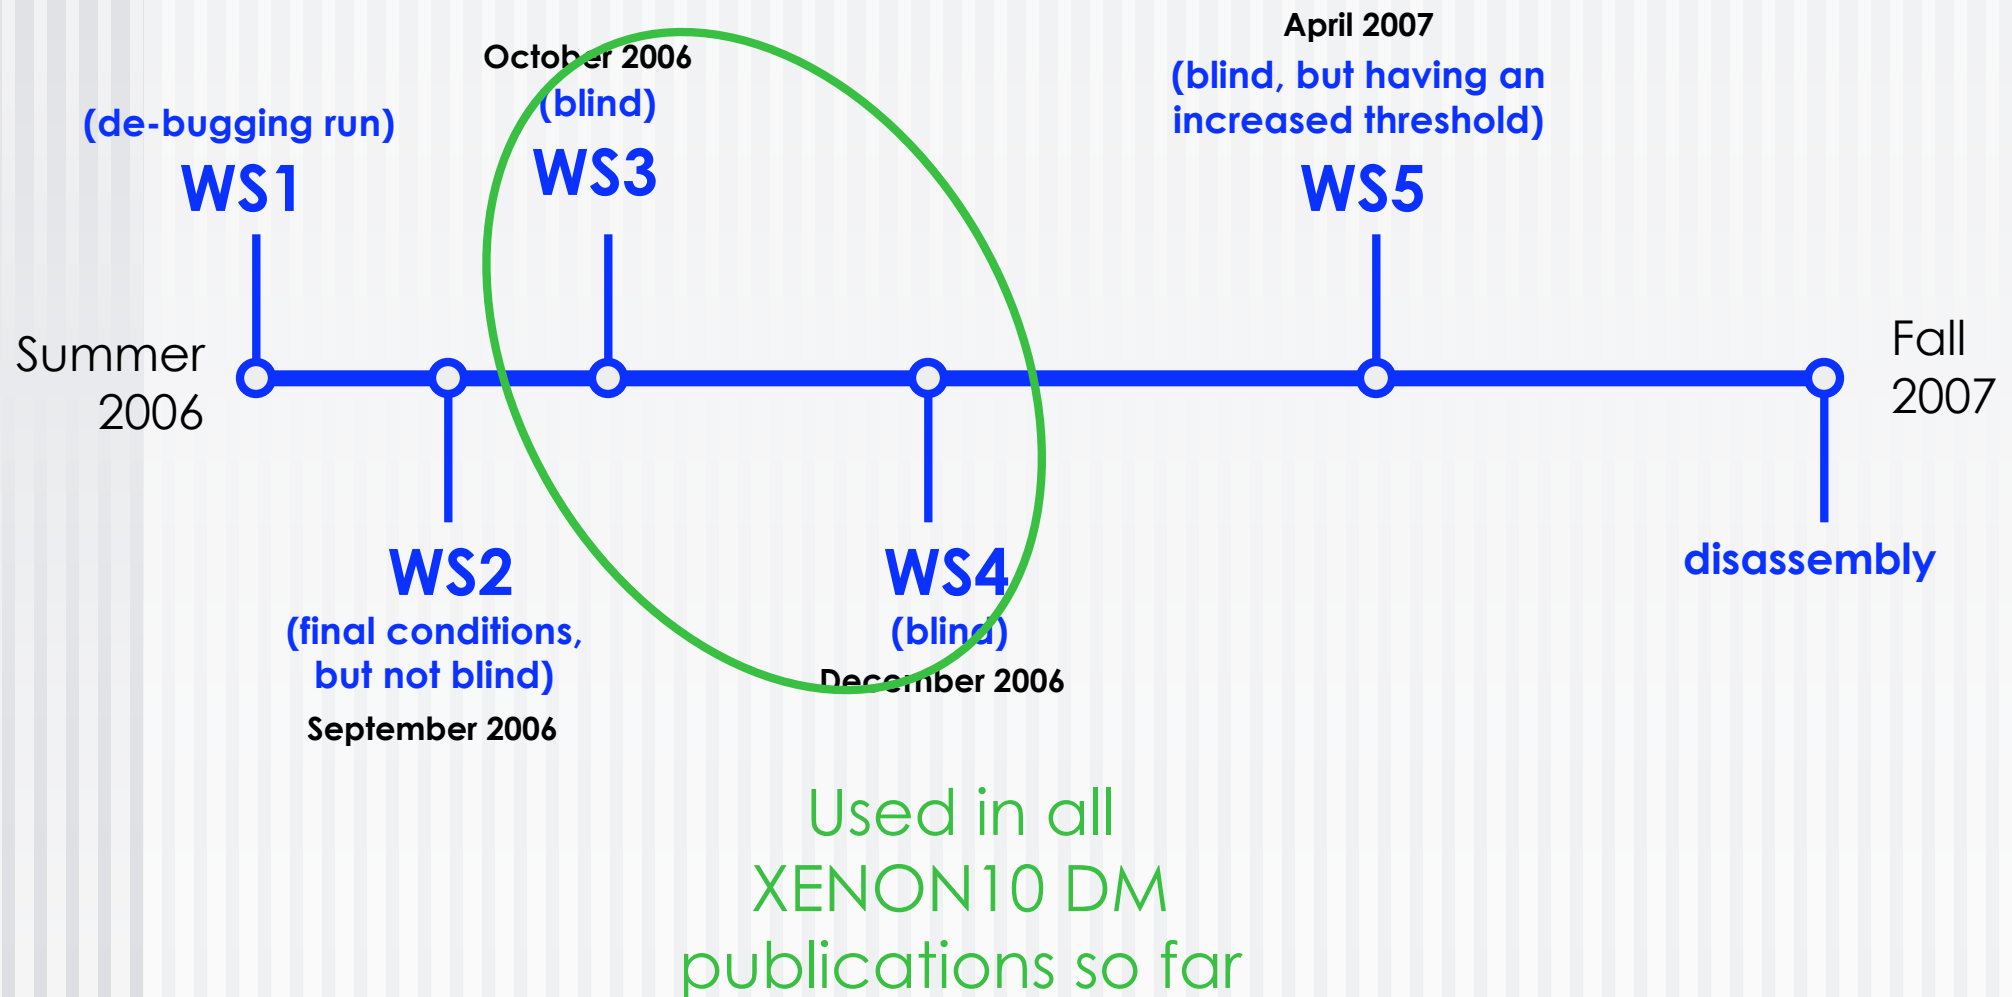 Summer
2006
(de-bugging run)
WS1
WS2
(final conditions,
but not blind)
September 2006
October 2006
(blind)
WS3
WS4
(blind)
December 2006
April 2007
(blind, but having an
increased threshold)
WS5
disassembly
Fall
2007
Used in all
XENON10 DM
publications so far